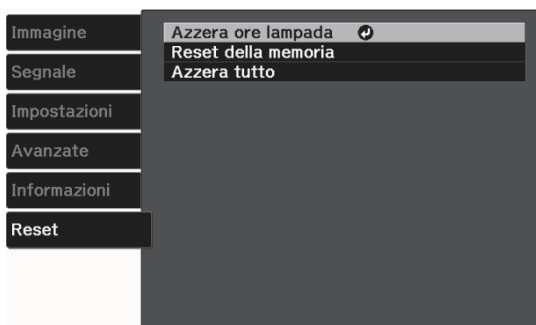 Immagine
Segnale
Impostazioni
Avanzate
Informazioni
Reset
Azzera ore lampada
Reset della memoria
Azzera tutto